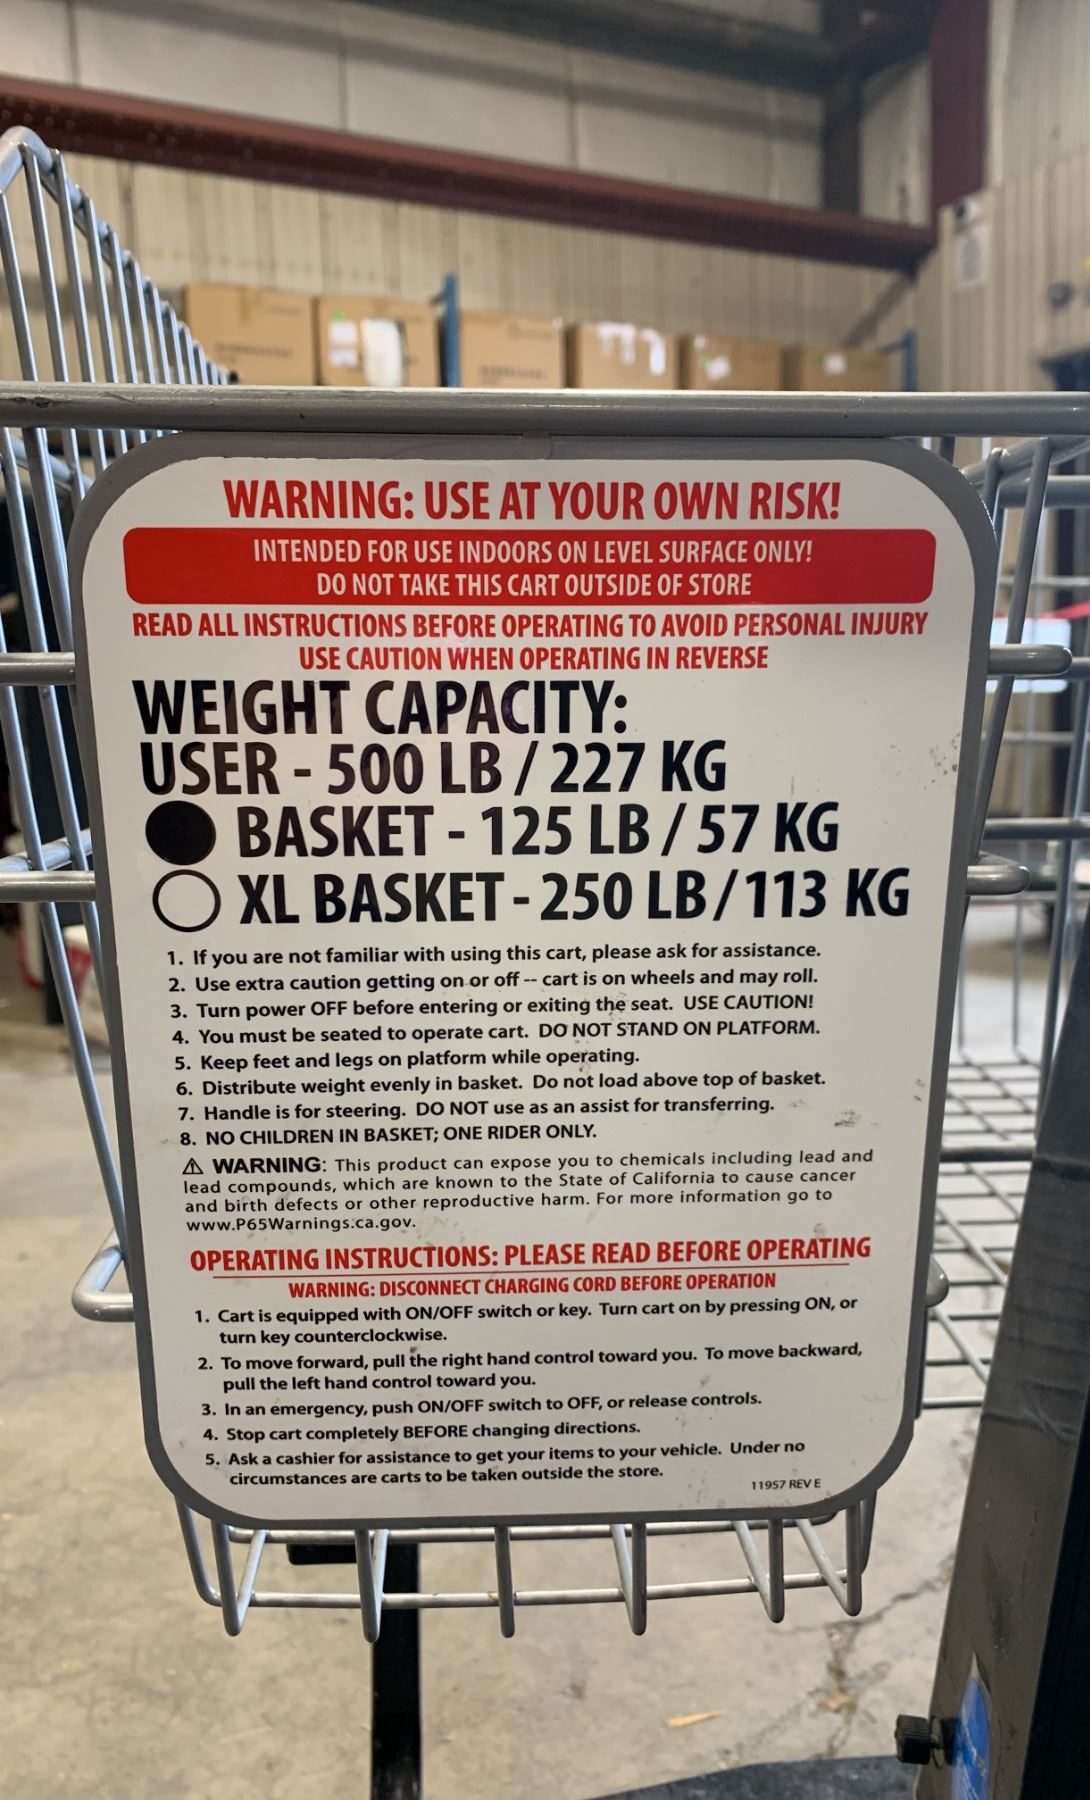 WARNING: USE AT YOUR OWN RISK!
INTENDED FOR USE INDOORS ON LEVEL SURFACE ONLY!
DO NOT TAKE THIS CART OUTSIDE OF STORE
READ ALL INSTRUCTIONS BEFORE OPERATING TO AVOID PERSONAL INJURY
USE CAUTION WHEN OPERATING IN REVERSE
WEIGHT CAPACITY:
USER - 500 LB / 227 KG
BASKET - 125 LB / 57 KG
XL BASKET - 250 LB / 113 KG
1. If you are not familiar with using this cart, please ask for assistance.
2. Use extra caution getting on or off -- cart is on wheels and may roll.
3. Turn power OFF before entering or exiting the seat. USE CAUTION!
4. You must be seated to operate cart. DO NOT STAND ON PLATFORM.
5. Keep feet and legs on platform while operating.
6. Distribute weight evenly in basket. Do not load above top of basket.
7. Handle is for steering. DO NOT use as an assist for transferring.
8. NO CHILDREN IN BASKET; ONE RIDER ONLY.
⚠ WARNING: This product can expose you to chemicals including lead and
lead compounds, which are known to the State of California to cause cancer
and birth defects or other reproductive harm. For more information go to
www.P65Warnings.ca.gov.
OPERATING INSTRUCTIONS: PLEASE READ BEFORE OPERATING
WARNING: DISCONNECT CHARGING CORD BEFORE OPERATION
1. Cart is equipped with ON/OFF switch or key. Turn cart on by pressing ON, or
turn key counterclockwise.
2. To move forward, pull the right hand control toward you. To move backward,
pull the left hand control toward you.
3. In an emergency, push ON/OFF switch to OFF, or release controls.
4. Stop cart completely BEFORE changing directions.
5. Ask a cashier for assistance to get your items to your vehicle. Under no
circumstances are carts to be taken outside the store.
11957 REV E